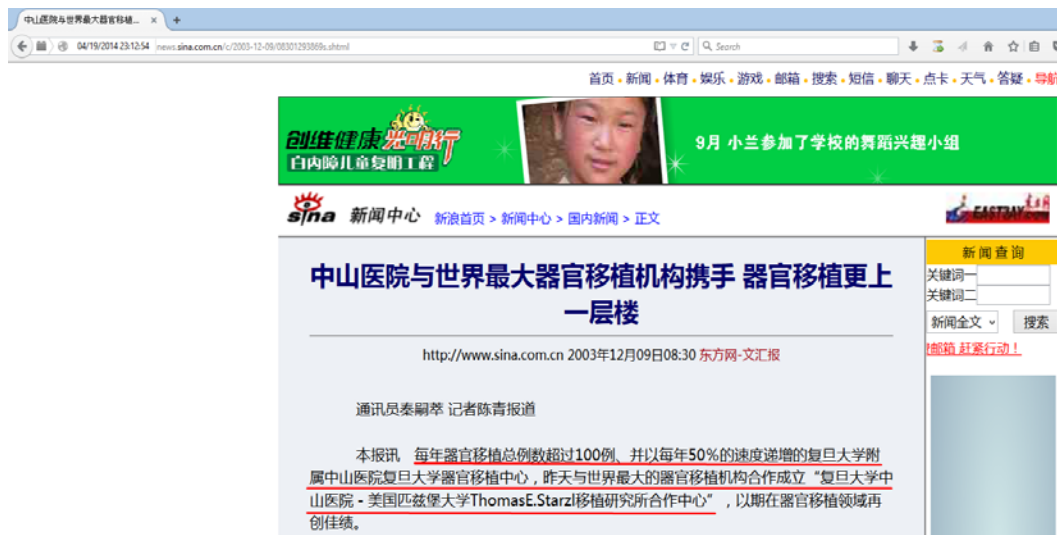 中山医院与世界最大器官移植... × +
04/19/2014 23:12:54 news.sina.com.cn/c/2003-12-09/08301293869s.shtml Search
首页 新闻 体育 娱乐 游戏 邮箱 搜索 短信 聊天 点卡 天气 答疑 导航
创维健康光明行
白内障儿童复明工程
9月 小兰参加了学校的舞蹈兴趣小组
sina 新闻中心 新浪首页 > 新闻中心 > 国内新闻 > 正文
EASTDAY.com
新闻查询
关键词一
关键词二
新闻全文 搜索
邮箱 赶紧行动!
中山医院与世界最大器官移植机构携手 器官移植更上
一层楼
http://www.sina.com.cn 2003年12月09日08:30 东方网-文汇报
通讯员秦嗣萃 记者陈青报道
本报讯 每年器官移植总例数超过100例、并以每年50%的速度递增的复旦大学附
属中山医院复旦大学器官移植中心,昨天与世界最大的器官移植机构合作成立“复旦大学中
山医院-美国匹兹堡大学ThomasE.Starzl移植研究所合作中心”,以期在器官移植领域再
创佳绩。